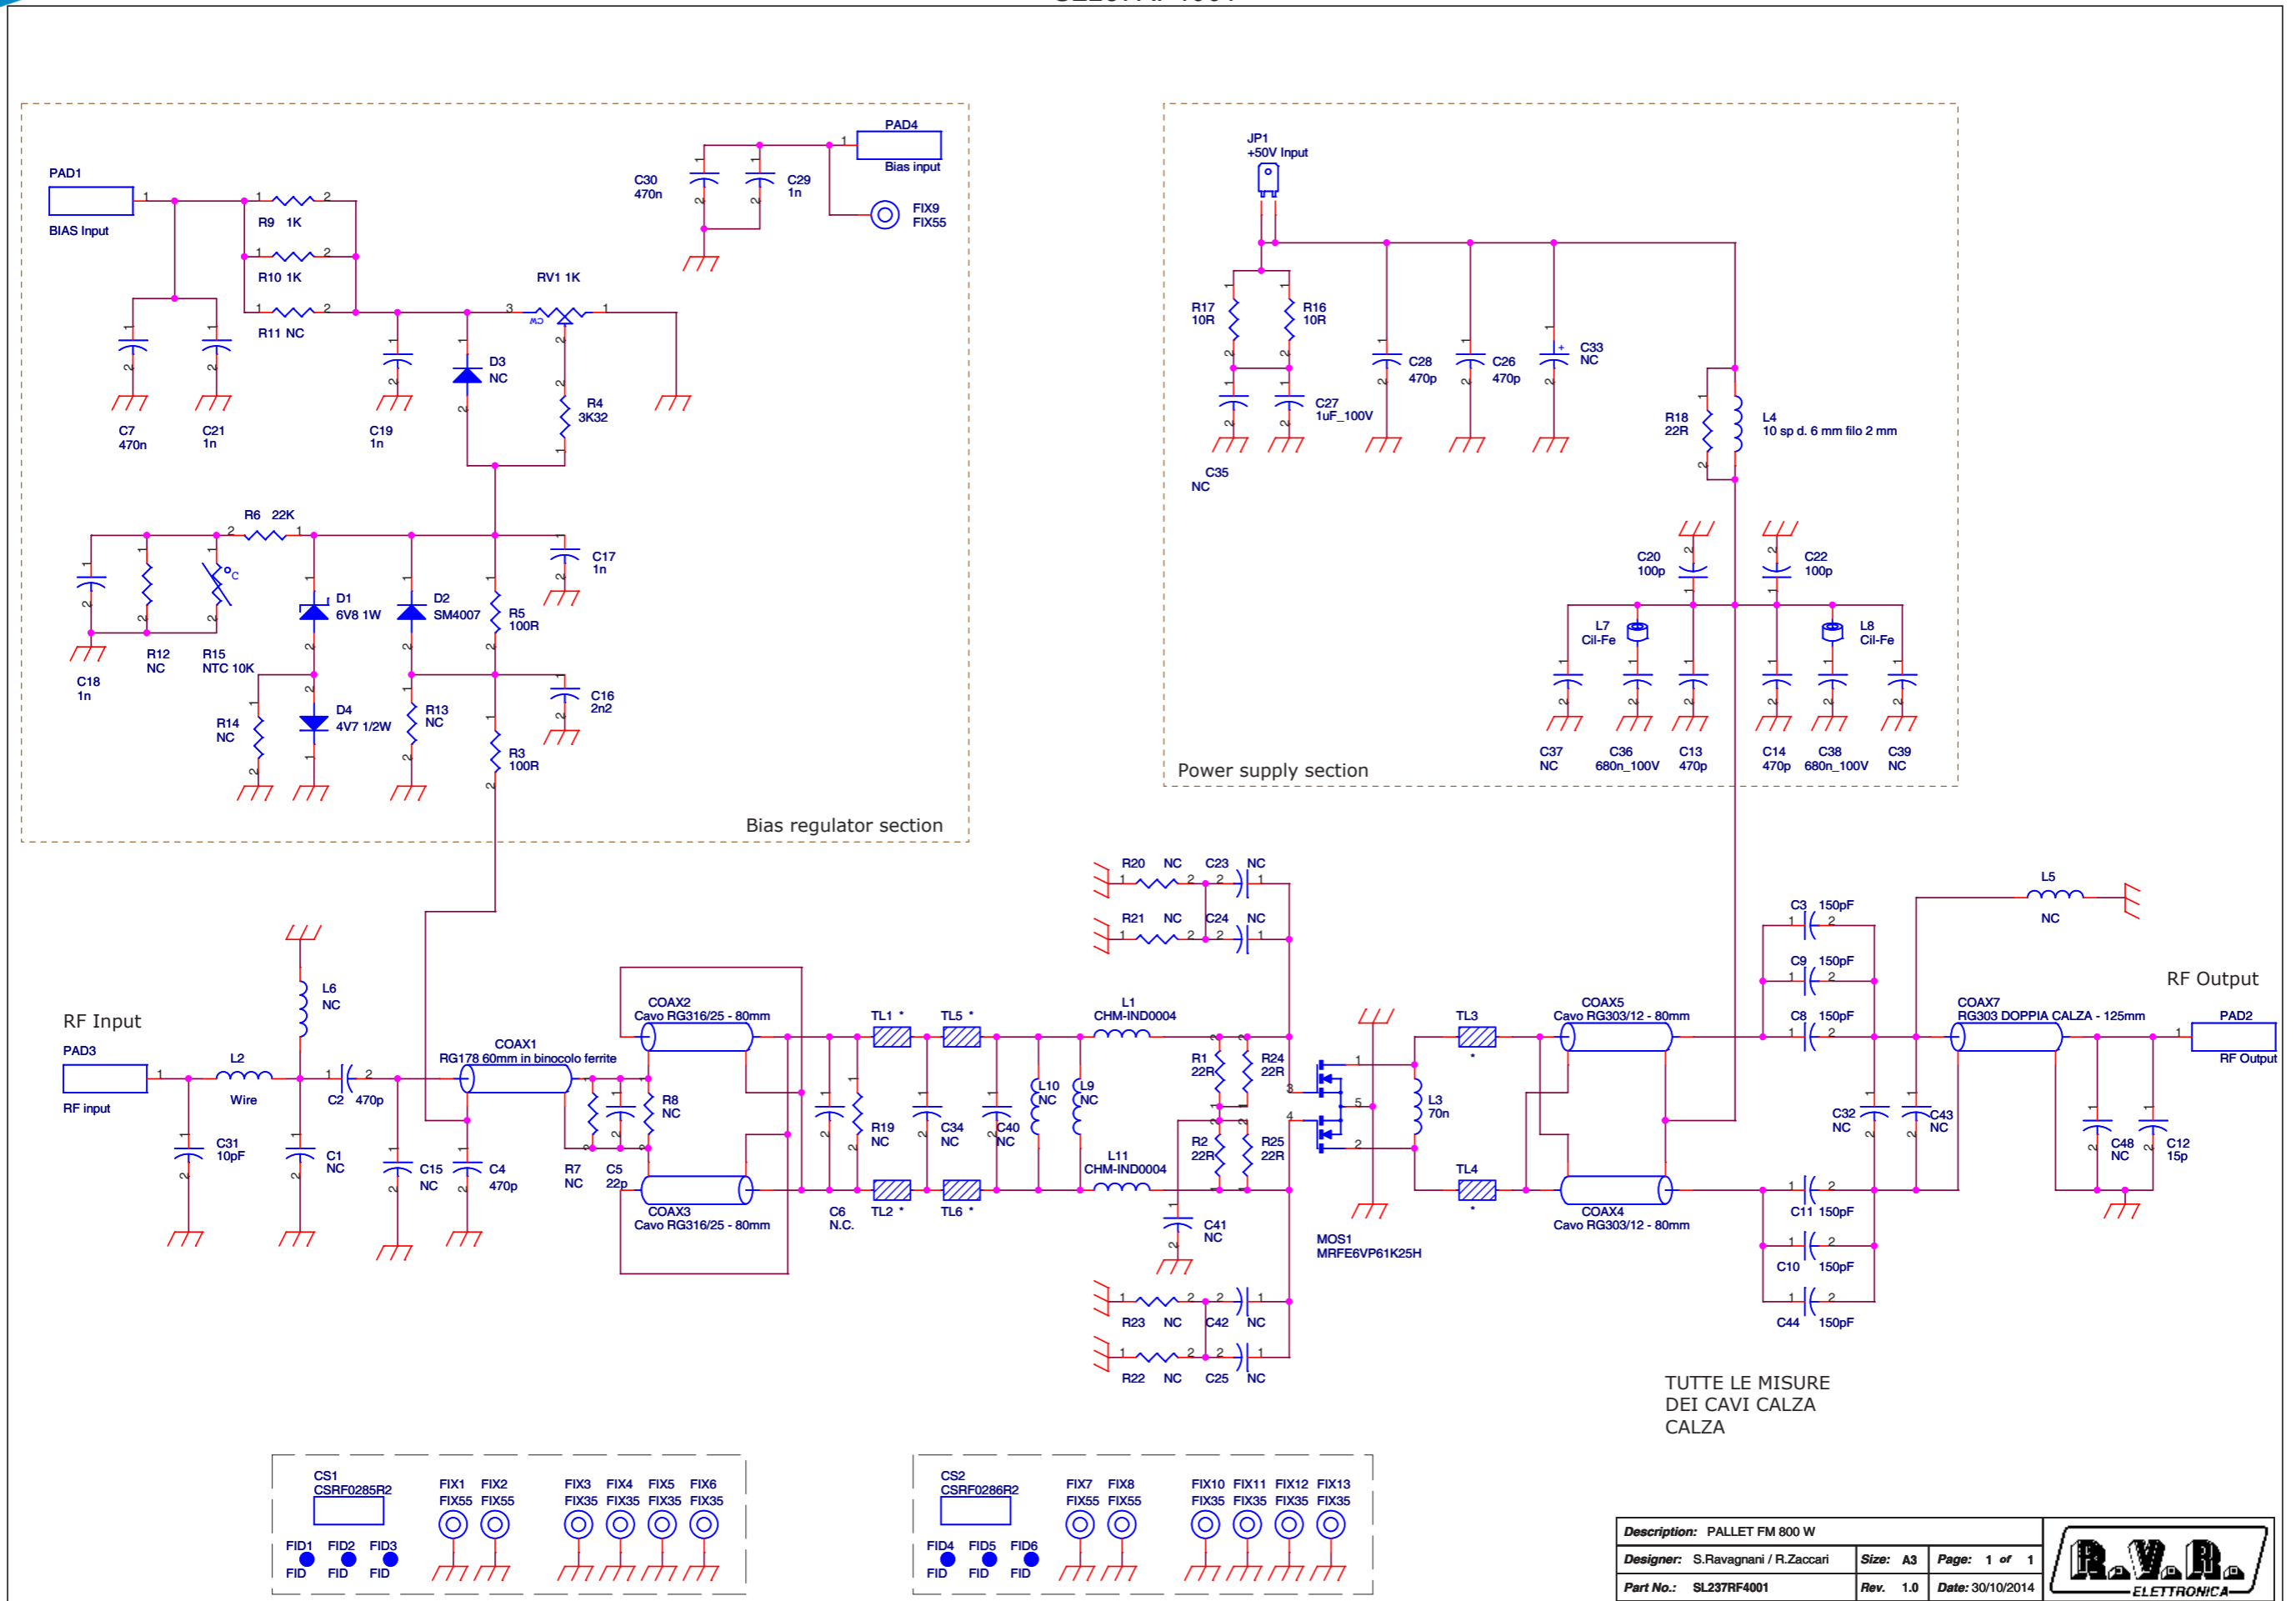 PAD1
BIAS Input
R9 1K
R10 1K
R11 NC
C7
470n
C21
1n
C19
1n
D3
NC
RV1 1K
CW
R4
3K32
C30
470n
C29
1n
PAD4
Bias input
FIX9
FIX55
R6 22K
C18
1n
R12
NC
R15
NTC 10K
°C
D1
6V8 1W
D2
SM4007
R5
100R
C17
1n
R14
NC
D4
4V7 1/2W
R13
NC
C16
2n2
R3
100R
Bias regulator section
JP1
+50V Input
R17
10R
R16
10R
C35
NC
C27
1uF_100V
C28
470p
C26
470p
C33
NC
R18
22R
L4
10 sp d. 6 mm filo 2 mm
C20
100p
C22
100p
L7
Cil-Fe
L8
Cil-Fe
C37
NC
C36
680n_100V
C13
470p
C14
470p
C38
680n_100V
C39
NC
Power supply section
RF Input
PAD3
RF input
C31
10pF
L2
Wire
L6
NC
C1
NC
C2 470p
C15
NC
C4
470p
COAX1
RG178 60mm in binocolo ferrite
R7
NC
C5
22p
R8
NC
COAX2
Cavo RG316/25 - 80mm
COAX3
Cavo RG316/25 - 80mm
C6
N.C.
R19
NC
TL1 *
TL5 *
TL2 *
TL6 *
C34
NC
C40
NC
L10
NC
L9
NC
L1
CHM-IND0004
L11
CHM-IND0004
R20 NC C23 NC
R21 NC C24 NC
R1
22R
R24
22R
R2
22R
R25
22R
C41
NC
R23 NC C42 NC
R22 NC C25 NC
MOS1
MRFE6VP61K25H
L3
70n
TL3
*
TL4
*
COAX5
Cavo RG303/12 - 80mm
COAX4
Cavo RG303/12 - 80mm
C3 150pF
C9 150pF
C8 150pF
C11 150pF
C10 150pF
C44 150pF
C32
NC
C43
NC
L5
NC
COAX7
RG303 DOPPIA CALZA - 125mm
C48
NC
C12
15p
RF Output
PAD2
RF Output
TUTTE LE MISURE
DEI CAVI CALZA
CALZA
CS1
CSRF0285R2
FID1 FID2 FID3
FID FID FID
FIX1 FIX2 FIX3 FIX4 FIX5 FIX6
FIX55 FIX55 FIX35 FIX35 FIX35 FIX35
CS2
CSRF0286R2
FID4 FID5 FID6
FID FID FID
FIX7 FIX8 FIX10 FIX11 FIX12 FIX13
FIX55 FIX55 FIX35 FIX35 FIX35 FIX35
Description: PALLET FM 800 W
Designer: S.Ravagnani / R.Zaccari Size: A3 Page: 1 of 1
Part No.: SL237RF4001 Rev. 1.0 Date: 30/10/2014
R.V.R.
ELETTRONICA